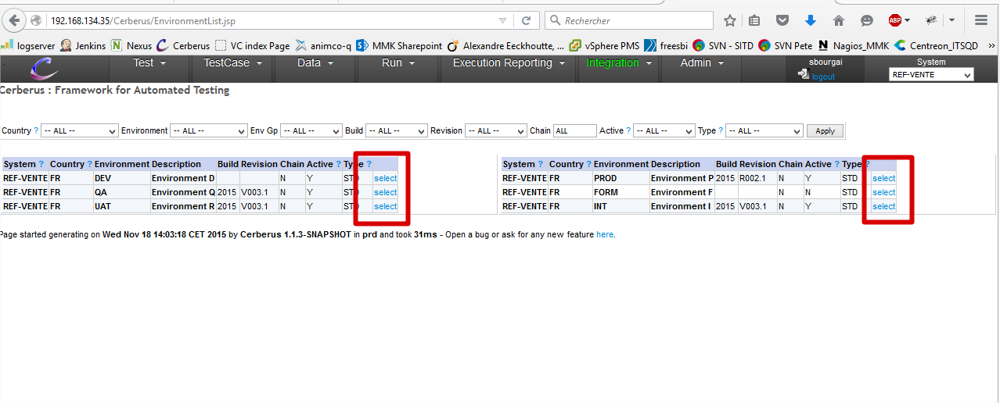 192.168.134.35/Cerberus/EnvironmentList.jsp Rechercher ABP
logserver Jenkins Nexus Cerberus VC index Page animco-q MMK Sharepoint Alexandre Eeckhoutte, ... vSphere PMS freesbi SVN - SITD SVN Pete Nagios_MMK Centreon_ITSQD »
Test TestCase Data Run Execution Reporting Integration Admin sbourgai System
logout REF-VENTE
Cerberus : Framework for Automated Testing
Country ? -- ALL -- Environment -- ALL -- Env Gp -- ALL -- Build -- ALL -- Revision -- ALL -- Chain ALL Active ? -- ALL -- Type ? -- ALL -- Apply
System ? Country ? Environment Description Build Revision Chain Active ? Type ?
REF-VENTE FR DEV Environment D N Y STD select
REF-VENTE FR QA Environment Q 2015 V003.1 N Y STD select
REF-VENTE FR UAT Environment R 2015 V003.1 N Y STD select
System ? Country ? Environment Description Build Revision Chain Active ? Type ?
REF-VENTE FR PROD Environment P 2015 R002.1 N Y STD select
REF-VENTE FR FORM Environment F N N STD select
REF-VENTE FR INT Environment I 2015 V003.1 N Y STD select
Page started generating on Wed Nov 18 14:03:18 CET 2015 by Cerberus 1.1.3-SNAPSHOT in prd and took 31ms - Open a bug or ask for any new feature here.